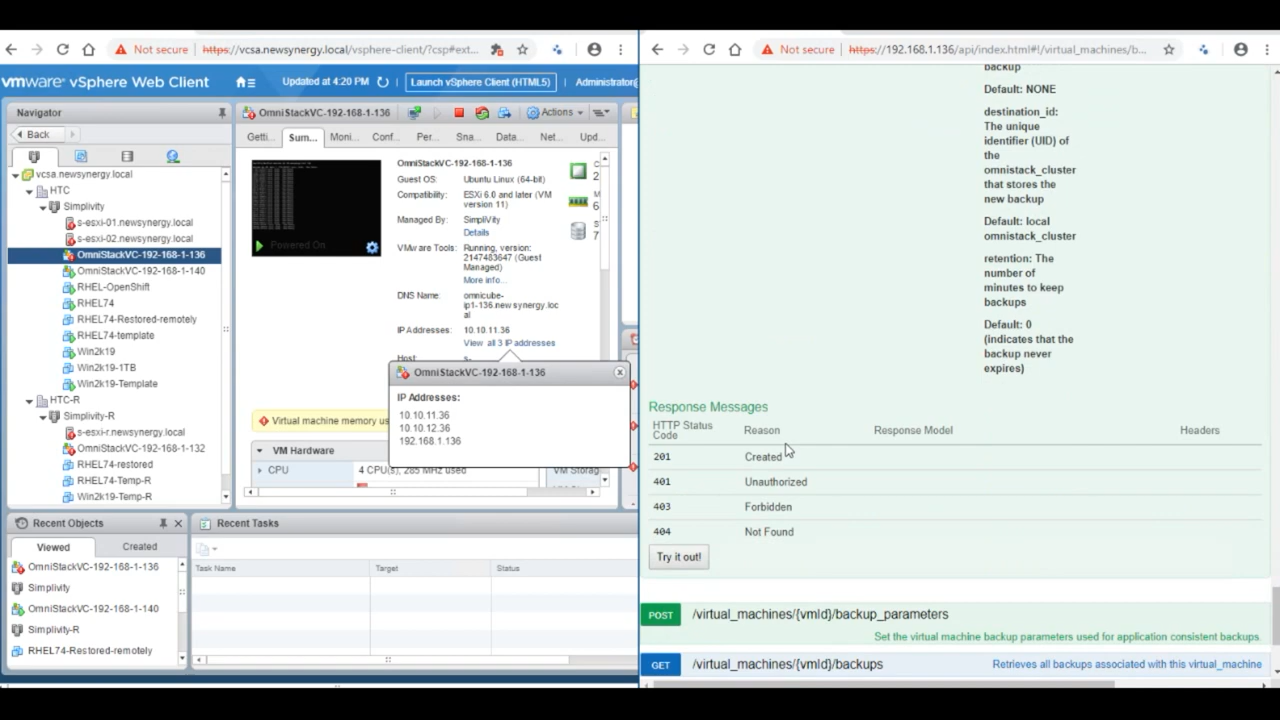 Not secure
https://vcsa.newsynergy.local/vsphere-client/?csp#ext...
vmware® vSphere Web Client
Updated at 4:20 PM
Launch vSphere Client (HTML5)
Administrator@
Navigator
Back
vcsa.newsynergy.local
HTC
Simplivity
s-esxi-01.newsynergy.local
s-esxi-02.newsynergy.local
OmniStackVC-192-168-1-136
OmniStackVC-192-168-1-140
RHEL-OpenShift
RHEL74
RHEL74-Restored-remotely
RHEL74-template
Win2k19
Win2k19-1TB
Win2k19-Template
HTC-R
Simplivity-R
s-esxi-r.newsynergy.local
OmniStackVC-192-168-1-132
RHEL74-restored
RHEL74-Temp-R
Win2k19-Temp-R
OmniStackVC-192-168-1-136
Actions
Getti...
Sum...
Moni...
Conf...
Per...
Sna...
Data...
Net...
Upd...
Powered On
OmniStackVC-192-168-1-136
Guest OS: Ubuntu Linux (64-bit)
Compatibility: ESXi 6.0 and later (VM
version 11)
Managed By: SimpliVity
Details
VMware Tools: Running, version:
2147483647 (Guest
Managed)
More info...
DNS Name: omnicube-
ip1-136.newsynergy.loc
al
IP Addresses: 10.10.11.36
View all 3 IP addresses
Host: s-
C
2
M
6
S
7
OmniStackVC-192-168-1-136
IP Addresses:
10.10.11.36
10.10.12.36
192.168.1.136
Virtual machine memory us
VM Hardware
CPU
4 CPU(s), 285 MHz used
VM Storag
Recent Objects
Viewed
Created
OmniStackVC-192-168-1-136
Simplivity
OmniStackVC-192-168-1-140
Simplivity-R
RHEL74-Restored-remotely
Recent Tasks
Task Name
Target
Status
Not secure
https://192.168.1.136/api/index.html#!/virtual_machines/b...
backup
Default: NONE
destination_id:
The unique
identifier (UID) of
the
omnistack_cluster
that stores the
new backup
Default: local
omnistack_cluster
retention: The
number of
minutes to keep
backups
Default: 0
(indicates that the
backup never
expires)
Response Messages
HTTP Status
Code
Reason
Response Model
Headers
201 Created
401 Unauthorized
403 Forbidden
404 Not Found
Try it out!
POST /virtual_machines/{vmId}/backup_parameters
Set the virtual machine backup parameters used for application consistent backups.
GET /virtual_machines/{vmId}/backups
Retrieves all backups associated with this virtual_machine